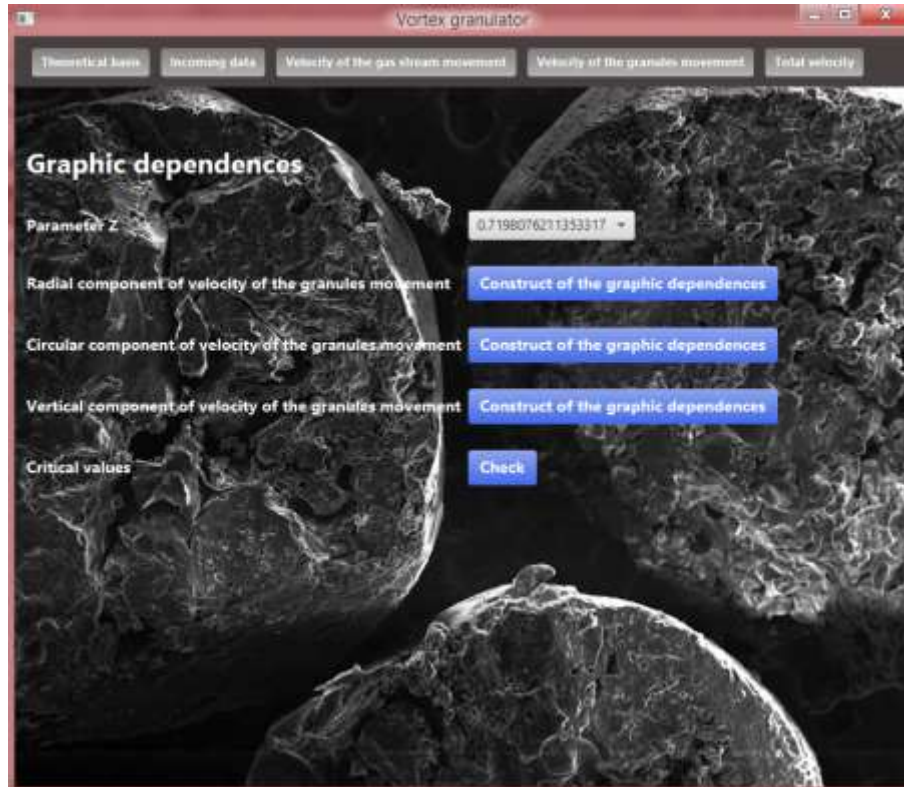 Vortex granulator
Theoretical basis Incoming data Velocity of the gas stream movement Velocity of the granules movement Total velocity
Graphic dependences
Parameter Z 0.7198076211353317
Radial component of velocity of the granules movement Construct of the graphic dependences
Circular component of velocity of the granules movement Construct of the graphic dependences
Vertical component of velocity of the granules movement Construct of the graphic dependences
Critical values Check